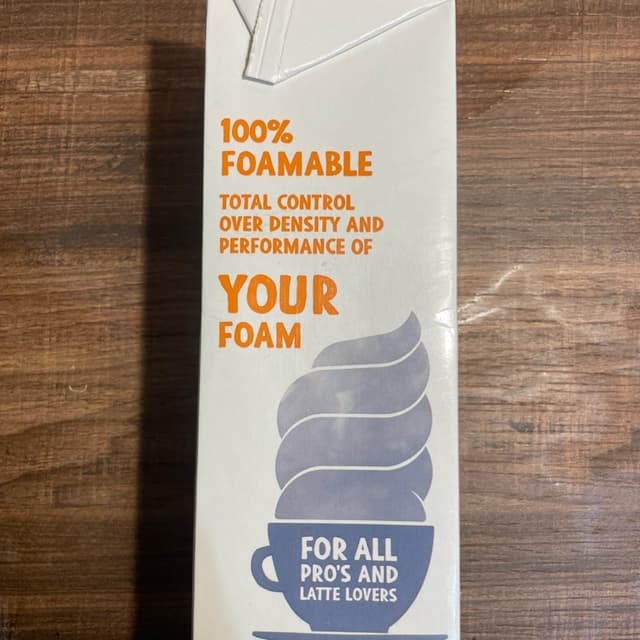 100%
FOAMABLE
TOTAL CONTROL
OVER DENSITY AND
PERFORMANCE OF
YOUR
FOAM
FOR ALL
PRO'S AND
LATTE LOVERS